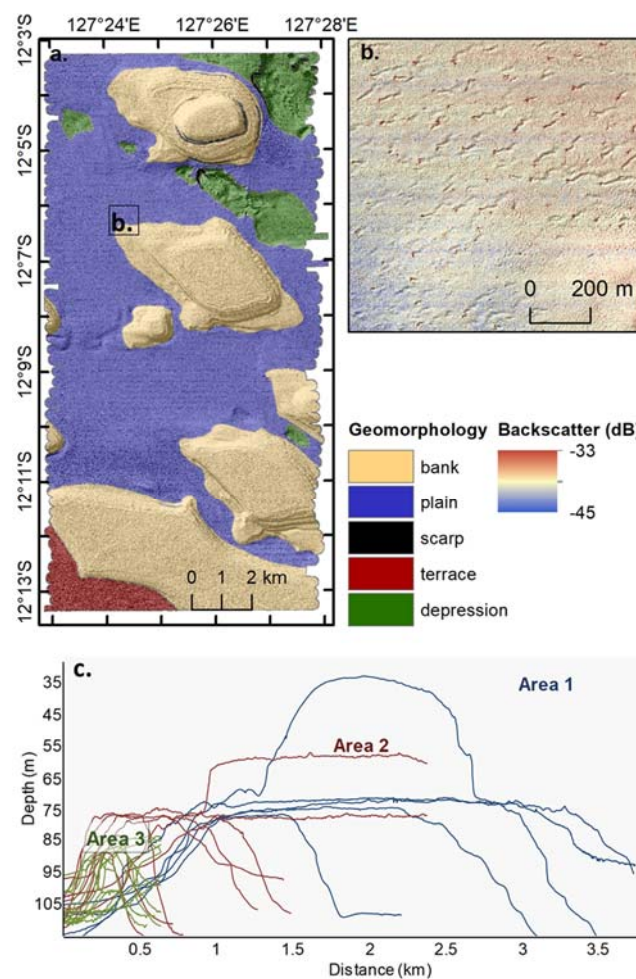 127°24'E 127°26'E 127°28'E
12°3'S
12°5'S
12°7'S
12°9'S
12°11'S
12°13'S
a.
b.
0 1 2 km
b.
0 200 m
Geomorphology
bank
plain
scarp
terrace
depression
Backscatter (dB)
-33
-45
c.
Area 1
Area 2
Area 3
Depth (m)
35
45
55
65
75
85
95
105
0.5 1 1.5 2 2.5 3 3.5
Distance (km)